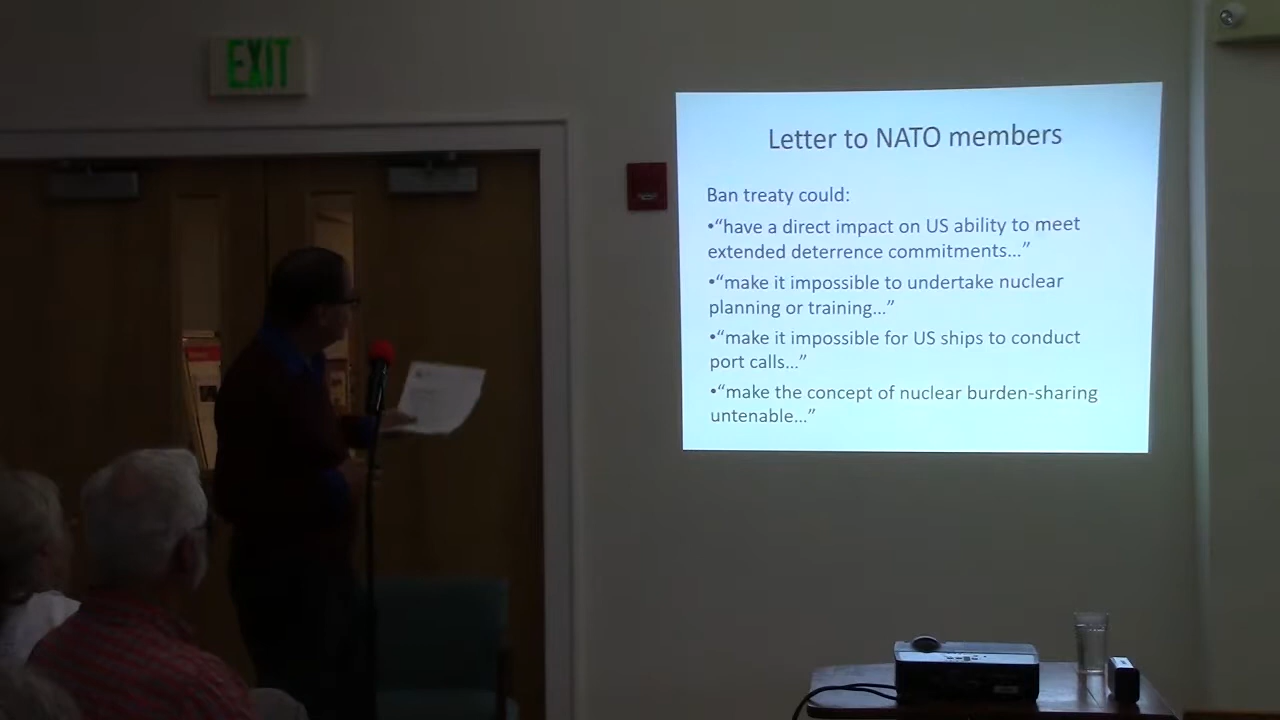 EXIT
Letter to NATO members
Ban treaty could:
•“have a direct impact on US ability to meet
extended deterrence commitments...”
•“make it impossible to undertake nuclear
planning or training...”
•“make it impossible for US ships to conduct
port calls...”
•“make the concept of nuclear burden-sharing
untenable...”